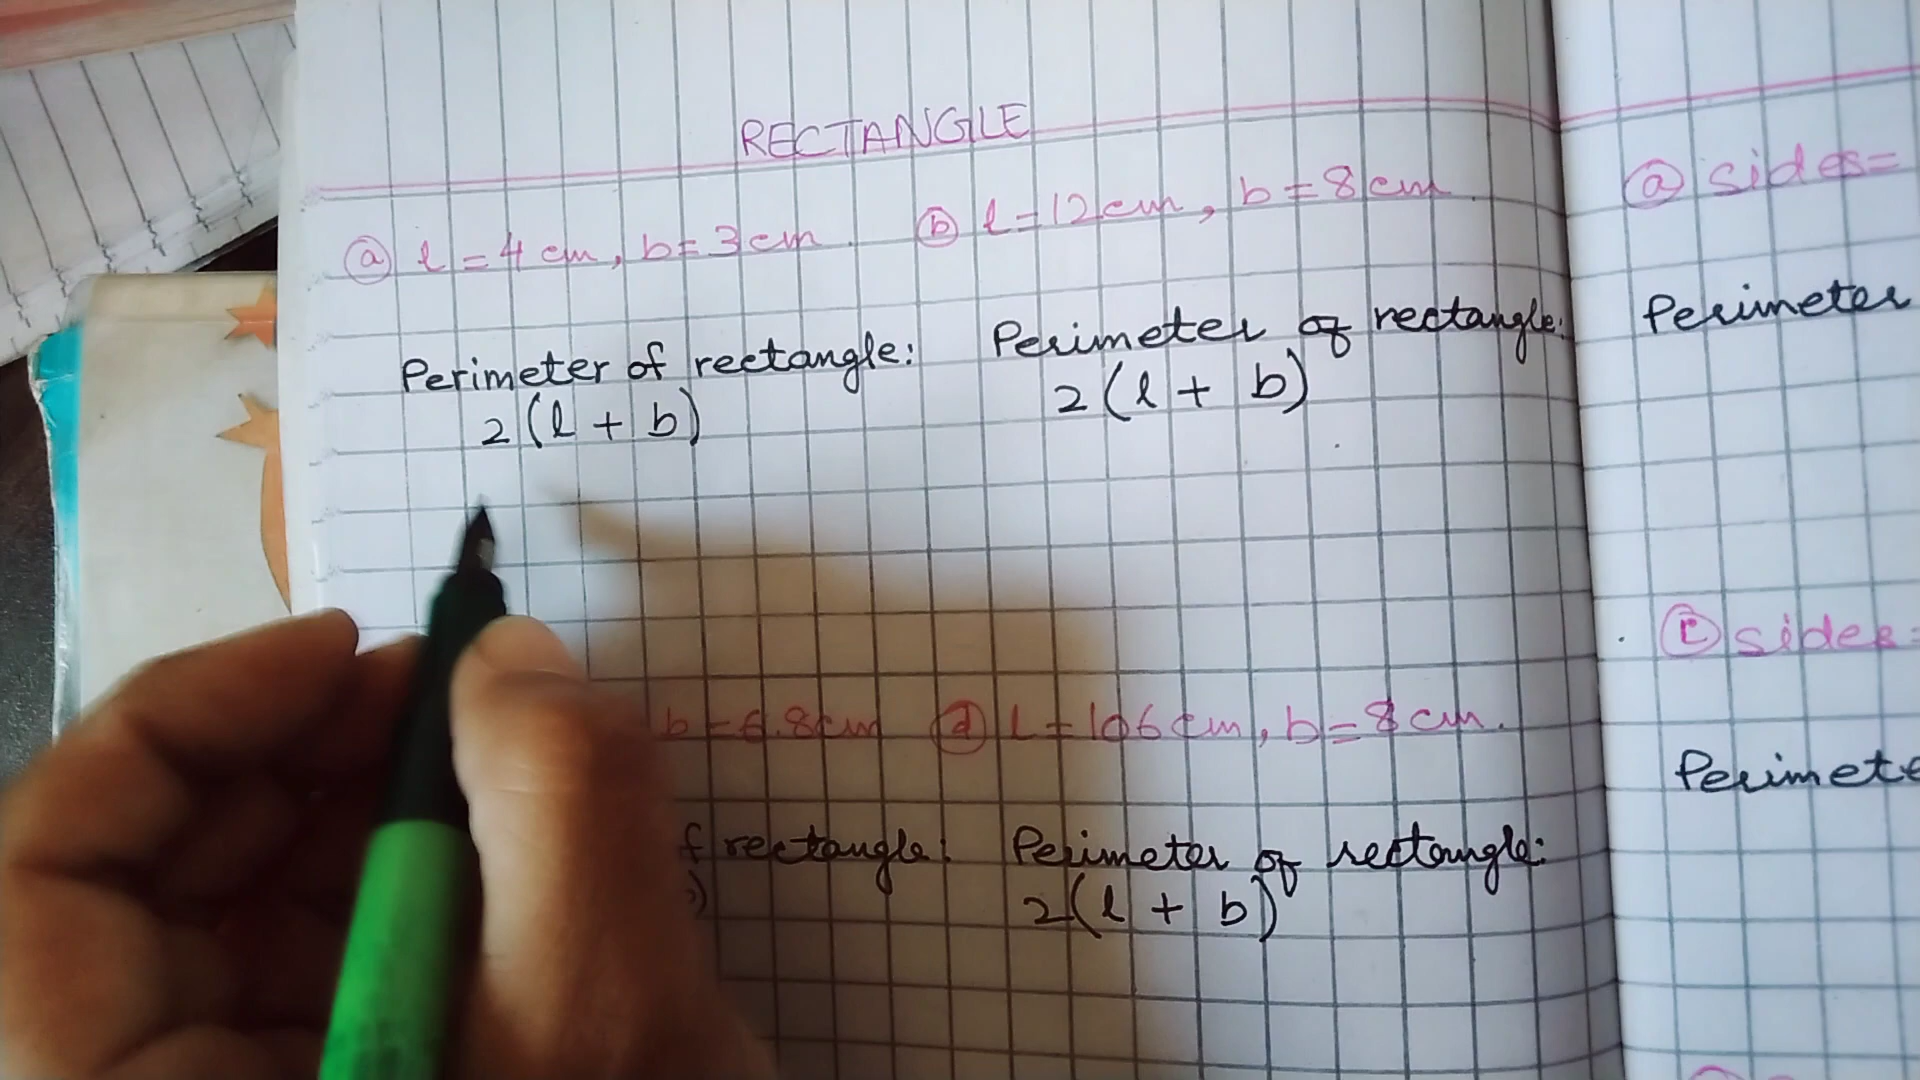 RECTANGLE
ⓐ l = 4 cm, b = 3 cm.
ⓑ l = 12 cm, b = 8 cm.
Perimeter of rectangle:
2(l + b)
Perimeter of rectangle:
2(l + b)
b = 6.8 cm
ⓓ l = 106 cm, b = 8 cm.
f rectangle:
)
Perimeter of rectangle:
2(l + b)
ⓐ sides =
Perimeter
ⓒ sides =
Perimete